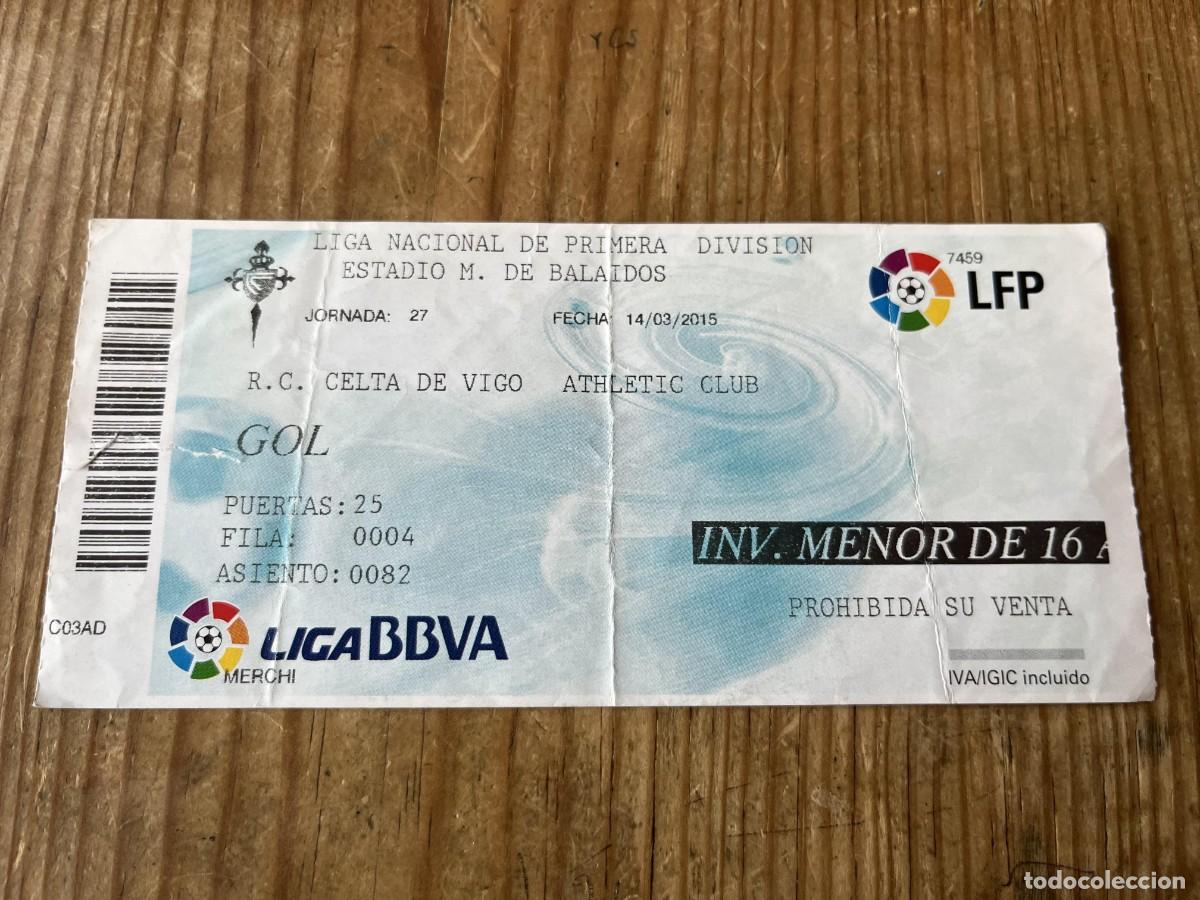 LIGA NACIONAL DE PRIMERA DIVISION
ESTADIO M. DE BALAIDOS
7459
LFP
JORNADA: 27 FECHA: 14/03/2015
R.C. CELTA DE VIGO ATHLETIC CLUB
GOL
PUERTAS: 25
FILA: 0004
ASIENTO: 0082
INV. MENOR DE 16 A
PROHIBIDA SU VENTA
C03AD
LIGA BBVA
MERCHI
IVA/IGIC incluido
todocoleccion